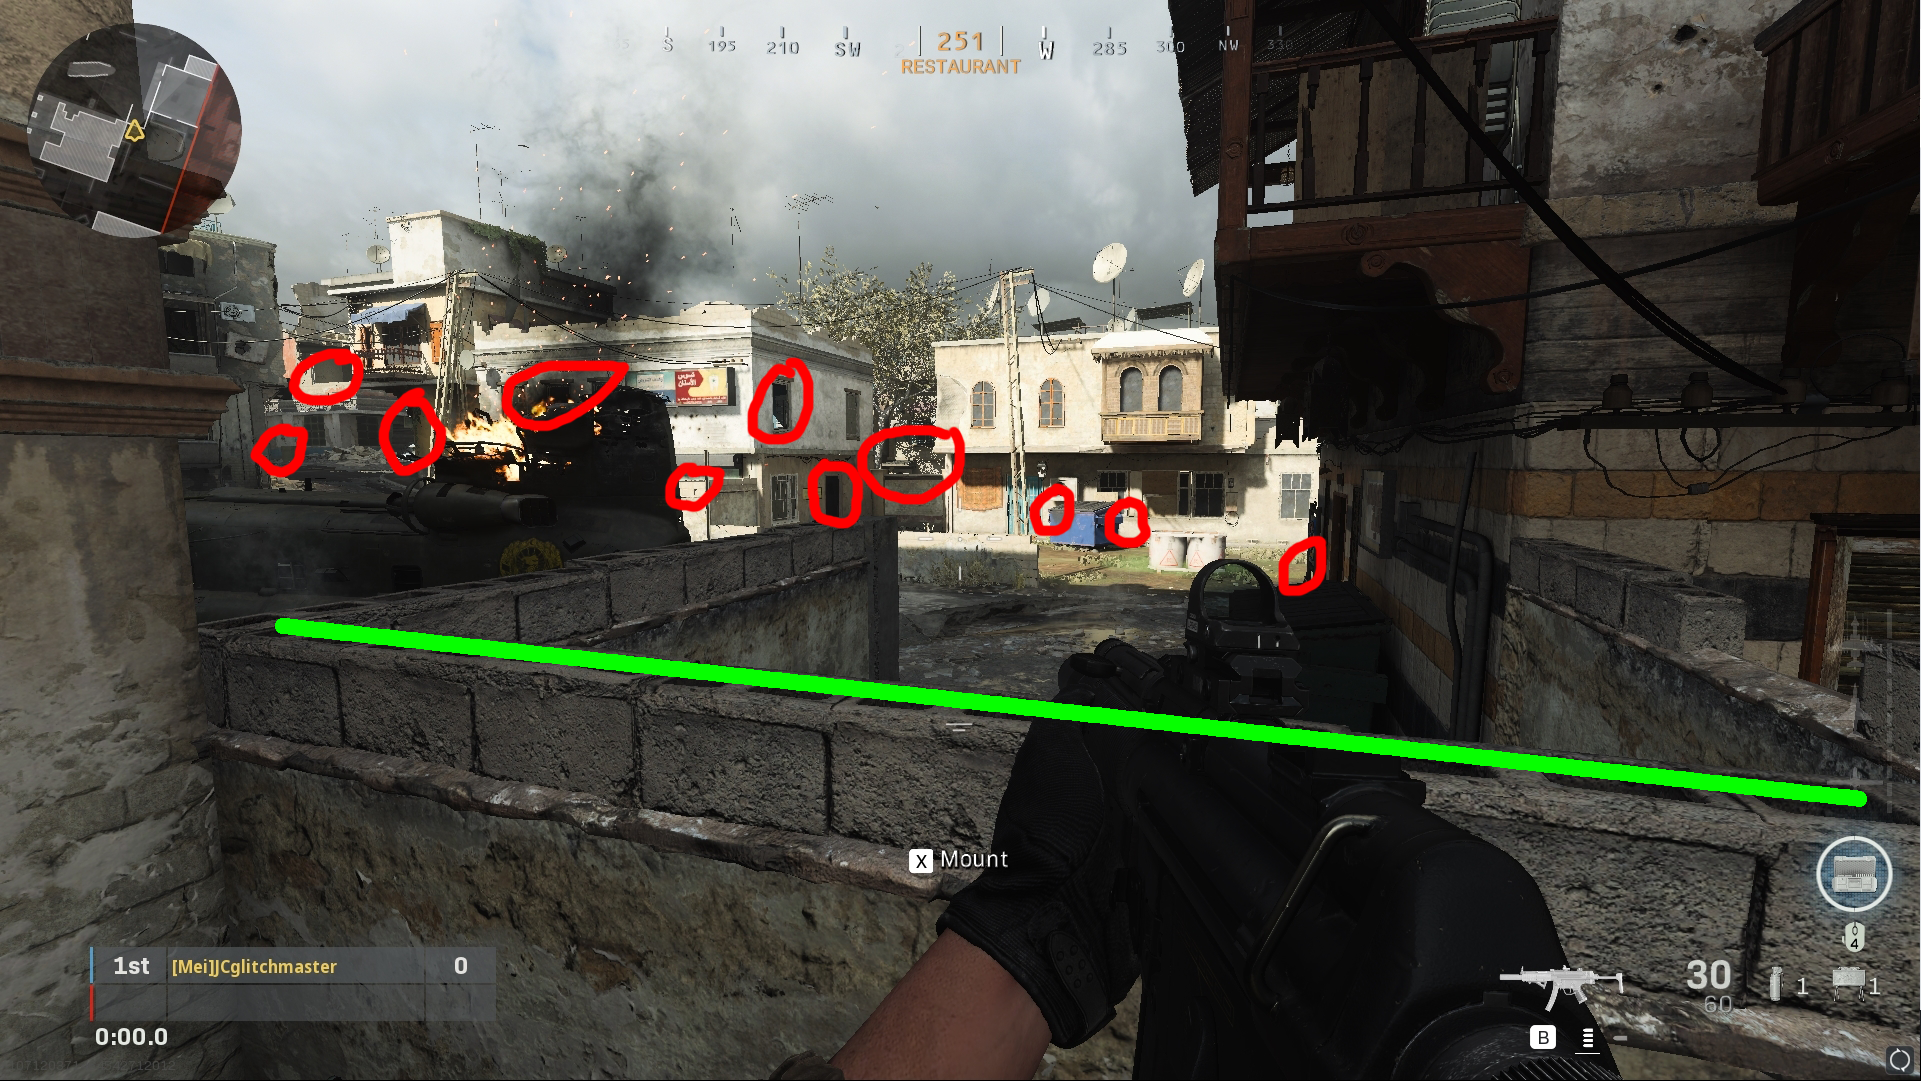 S 195 210 SW 251 W 285 300 NW 330
RESTAURANT
X Mount
1st [Mei]JCglitchmaster 0
0:00.0
4
30
60
1 1
B